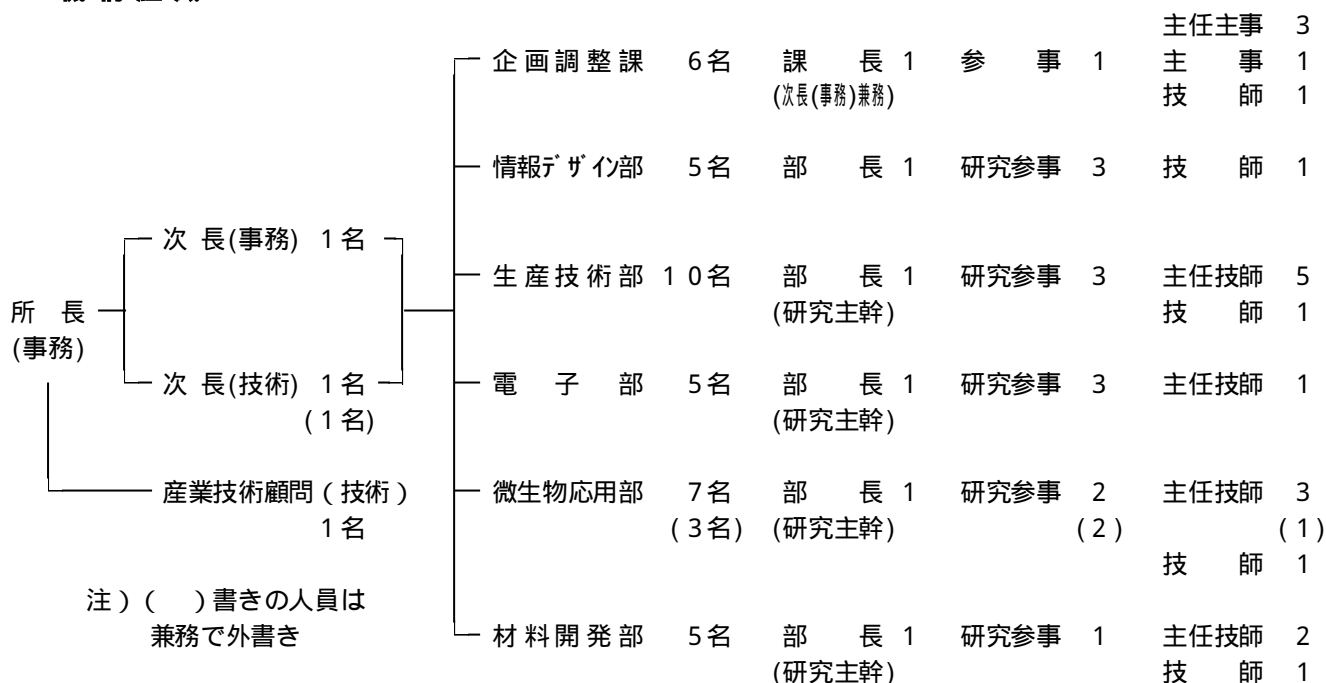 主任主事 3
企画調整課 6名 課 長 1 参 事 1 主 事 1
(次長(事務)兼務) 技 師 1
情報デザイン部 5名 部 長 1 研究参事 3 技 師 1
次 長(事務) 1名
生産技術部 10名 部 長 1 研究参事 3 主任技師 5
所 長 (研究主幹) 技 師 1
(事務)
次 長(技術) 1名 電 子 部 5名 部 長 1 研究参事 3 主任技師 1
(1名) (研究主幹)
産業技術顧問(技術) 微生物応用部 7名 部 長 1 研究参事 2 主任技師 3
1名 (3名) (研究主幹) (2) (1)
技 師 1
注)( )書きの人員は
兼務で外書き 材料開発部 5名 部 長 1 研究参事 1 主任技師 2
(研究主幹) 技 師 1